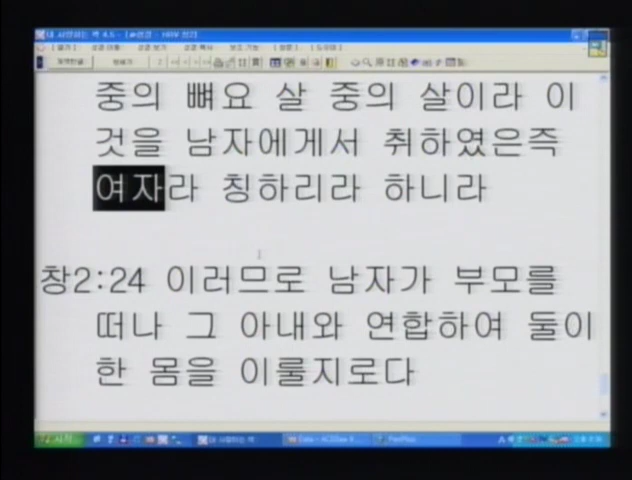 중의 뼈요 살 중의 살이라 이
것을 남자에게서 취하였은즉
여자라 칭하리라 하니라
창2:24 이러므로 남자가 부모를
떠나 그 아내와 연합하여 둘이
한 몸을 이룰지로다